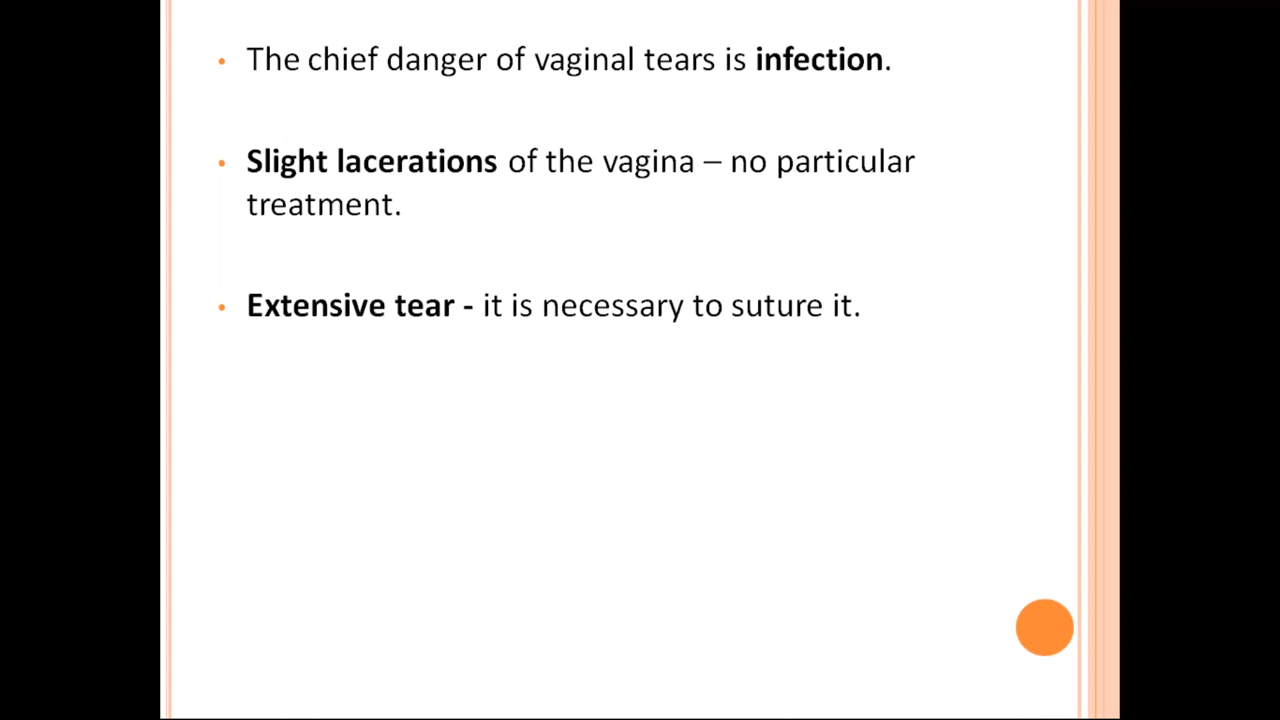 • The chief danger of vaginal tears is infection.
• Slight lacerations of the vagina – no particular
treatment.
• Extensive tear - it is necessary to suture it.